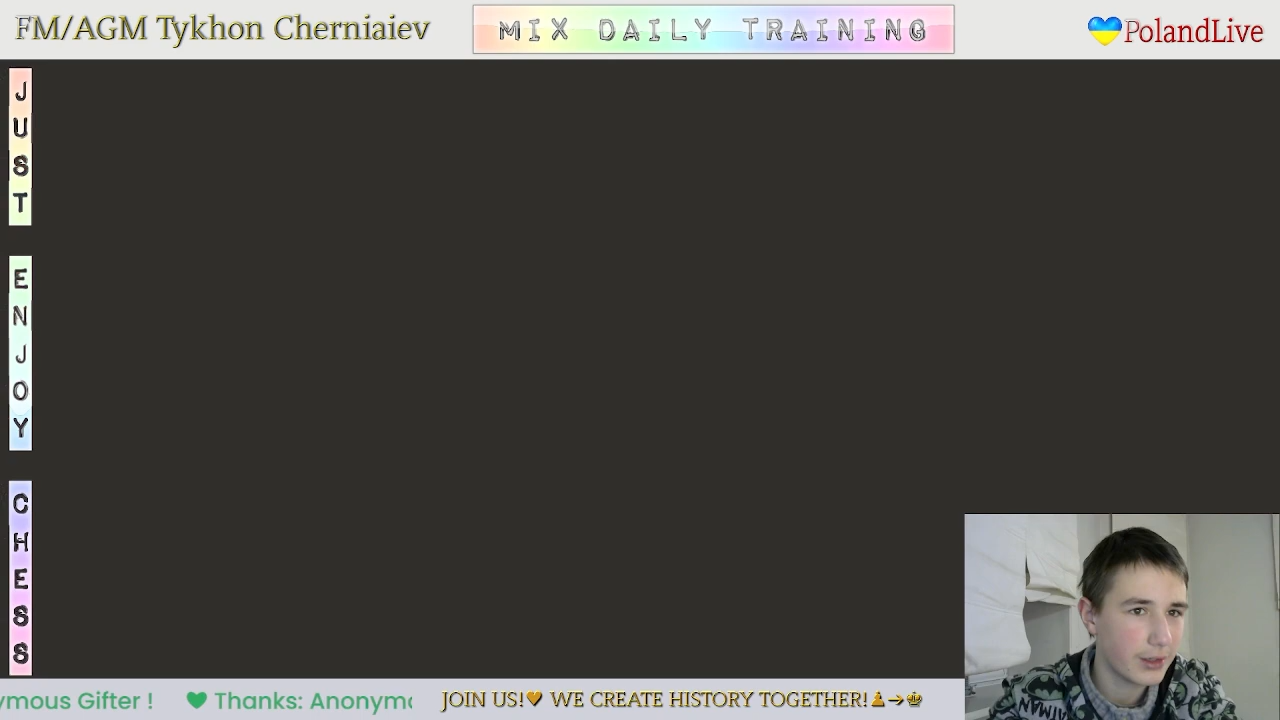 FM/AGM Tykhon Cherniaiev
MIX DAILY TRAINING
💙PolandLive
JUST
ENJOY
CHESS
ymous Gifter ! 💚 Thanks: Anonym
JOIN US!🧡 WE CREATE HISTORY TOGETHER!♟→♚
BATMAN